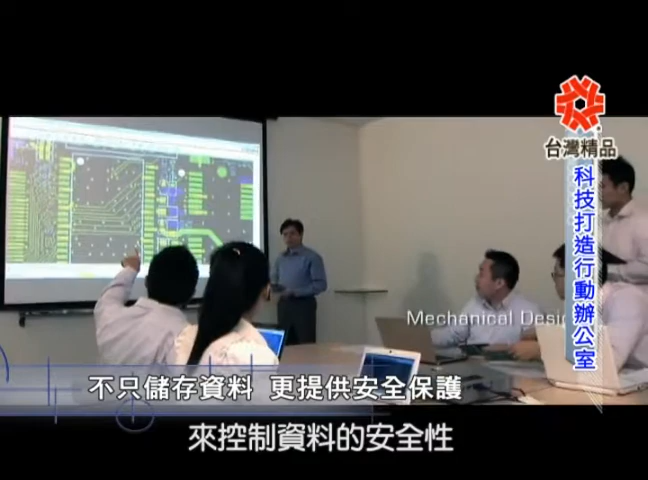 台灣精品
科技打造行動辦公室
Mechanical Desi
不只儲存資料 更提供安全保護
來控制資料的安全性